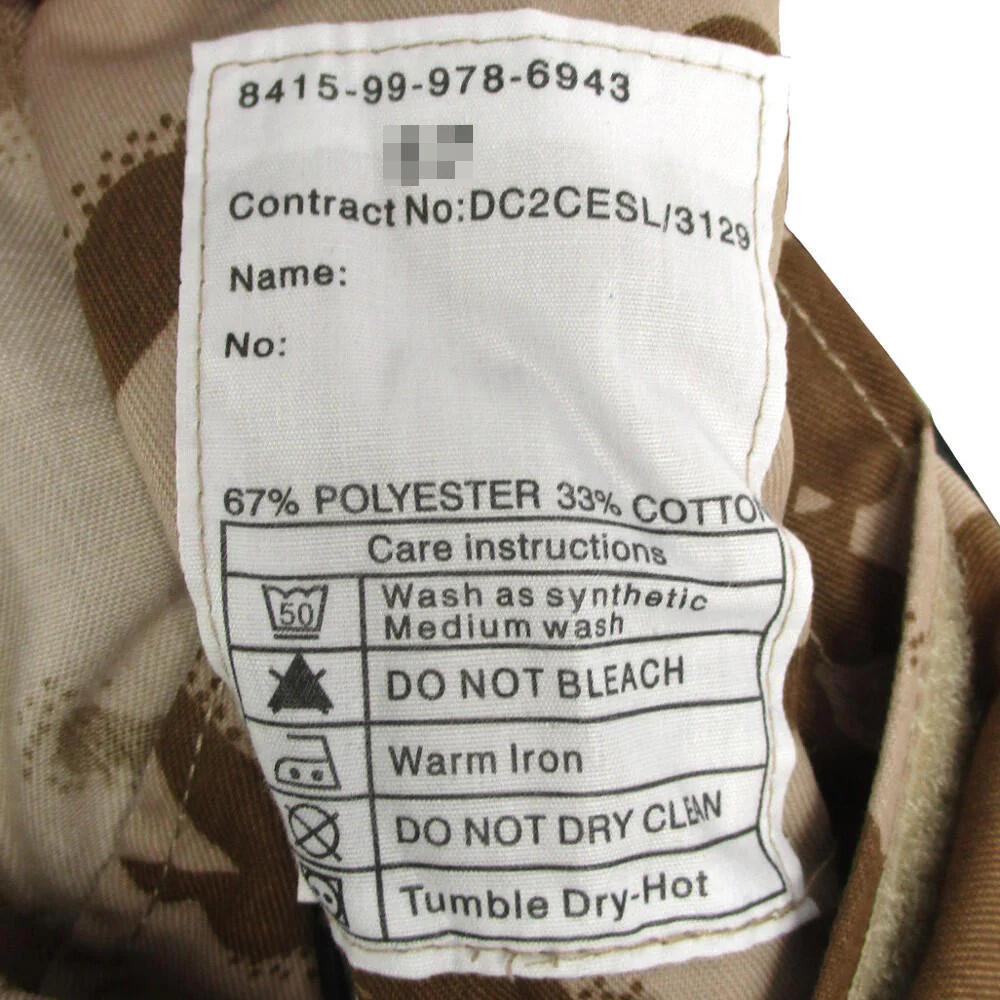 8415-99-978-6943
Contract No:DC2CESL/3129
Name:
No:
67% POLYESTER 33% COTTON
Care instructions
50
Wash as synthetic
Medium wash
DO NOT BLEACH
Warm Iron
DO NOT DRY CLEAN
Tumble Dry-Hot